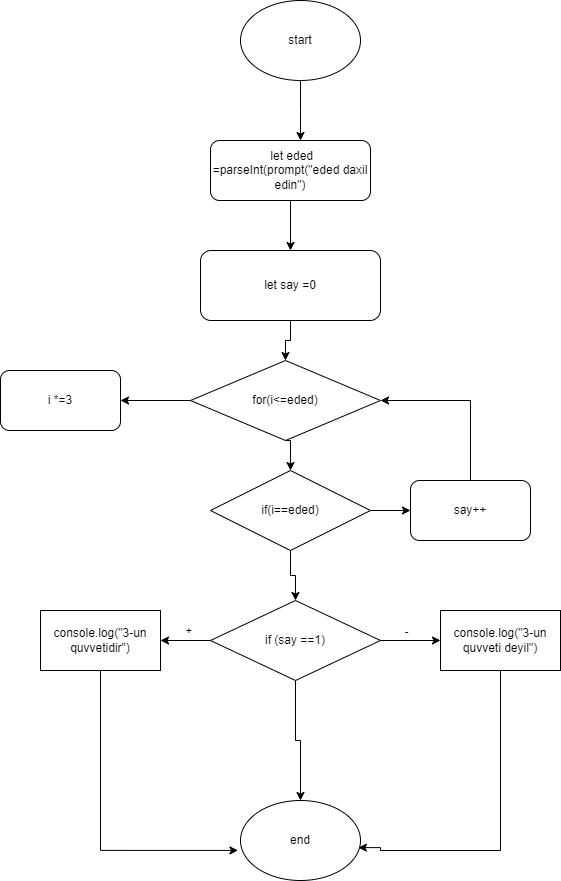 start
let eded
=parseInt(prompt("eded daxil
edin")
let say =0
i *=3
for(i<=eded)
if(i==eded)
say++
console.log("3-un
quvvetidir")
+
if (say ==1)
-
console.log("3-un
quvveti deyil")
end